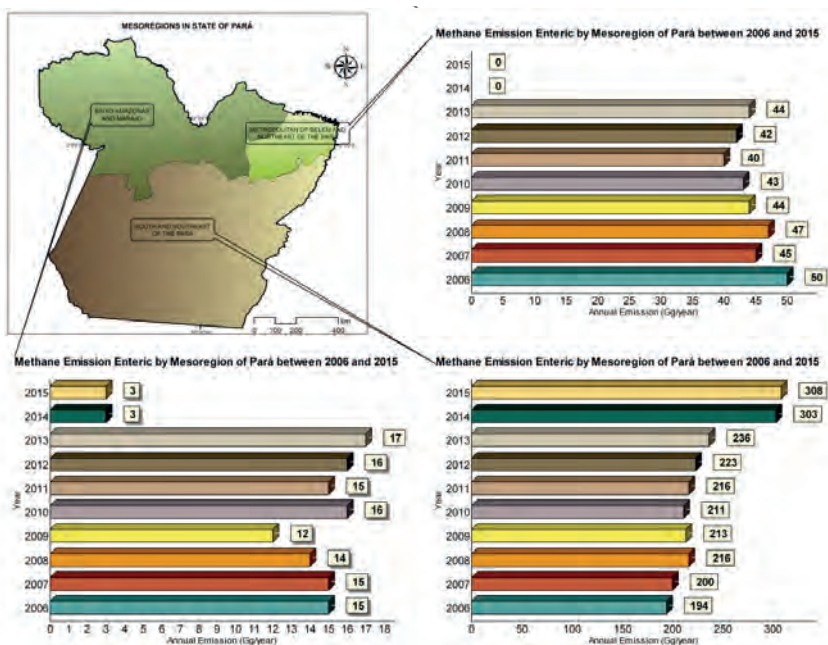 MESOREGIONS IN STATE OF PARÁ
N
S
BAIXO AMAZONAS
AND MARAJO
METROPOLITAN OF BELEM AND
NORTHEAST OF THE PARÁ
SOUTH AND SOUTHEAST
OF THE PARÁ
km
0 100 200 400
Methane Emission Enteric by Mesoregion of Pará between 2006 and 2015
Year
2015 0
2014 0
2013 44
2012 42
2011 40
2010 43
2009 44
2008 47
2007 45
2006 50
0 5 10 15 20 25 30 35 40 45 50
Annual Emission (Gg/year)
Methane Emission Enteric by Mesoregion of Pará between 2006 and 2015
Year
2015 3
2014 3
2013 17
2012 16
2011 15
2010 16
2009 12
2008 14
2007 15
2006 15
0 1 2 3 4 5 6 7 8 9 10 11 12 13 14 15 16 17 18
Annual Emission (Gg/year)
Methane Emission Enteric by Mesoregion of Pará between 2006 and 2015
Year
2015 308
2014 303
2013 236
2012 223
2011 216
2010 211
2009 213
2008 216
2007 200
2006 194
0 50 100 150 200 250 300
Annual Emission (Gg/year)